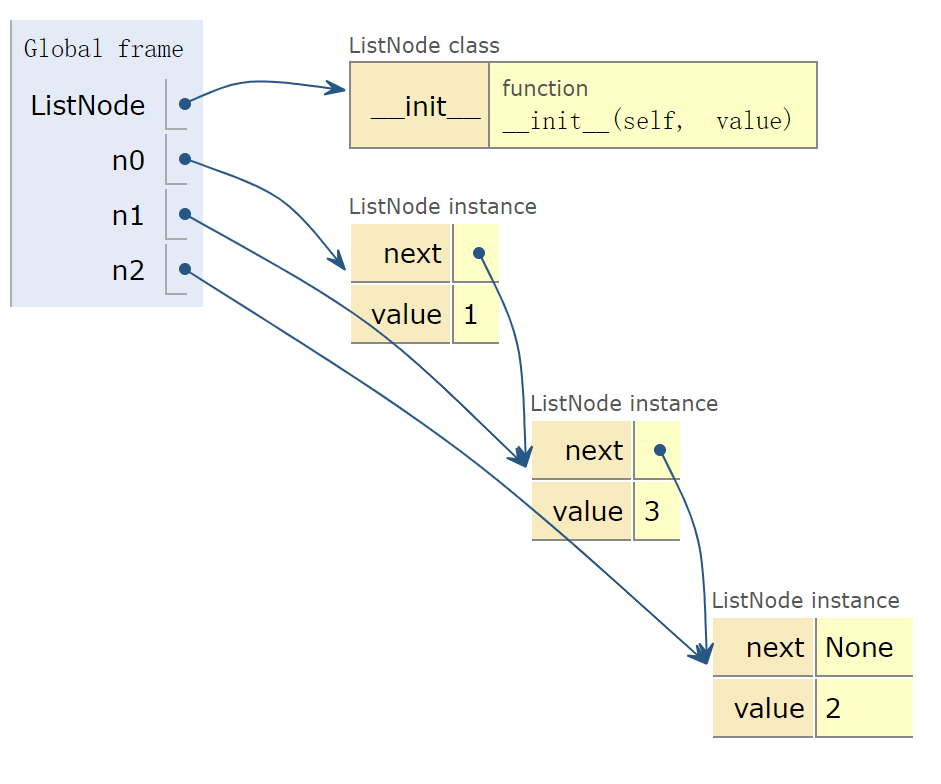 Global frame
ListNode
n0
n1
n2
ListNode class
__init__
function
__init__(self, value)
ListNode instance
next
value 1
ListNode instance
next
value 3
ListNode instance
next None
value 2